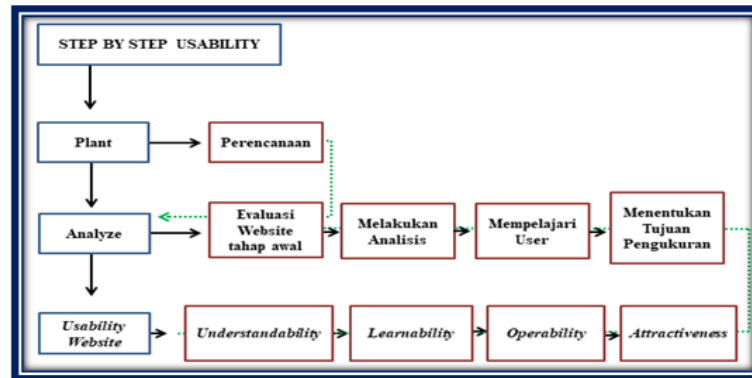 STEP BY STEP USABILITY
Plant
Perencanaan
Analyze
Evaluasi
Website
tahap awal
Melakukan
Analisis
Mempelajari
User
Menentukan
Tujuan
Pengukuran
Usability
Website
Understandability
Learnability
Operability
Attractiveness